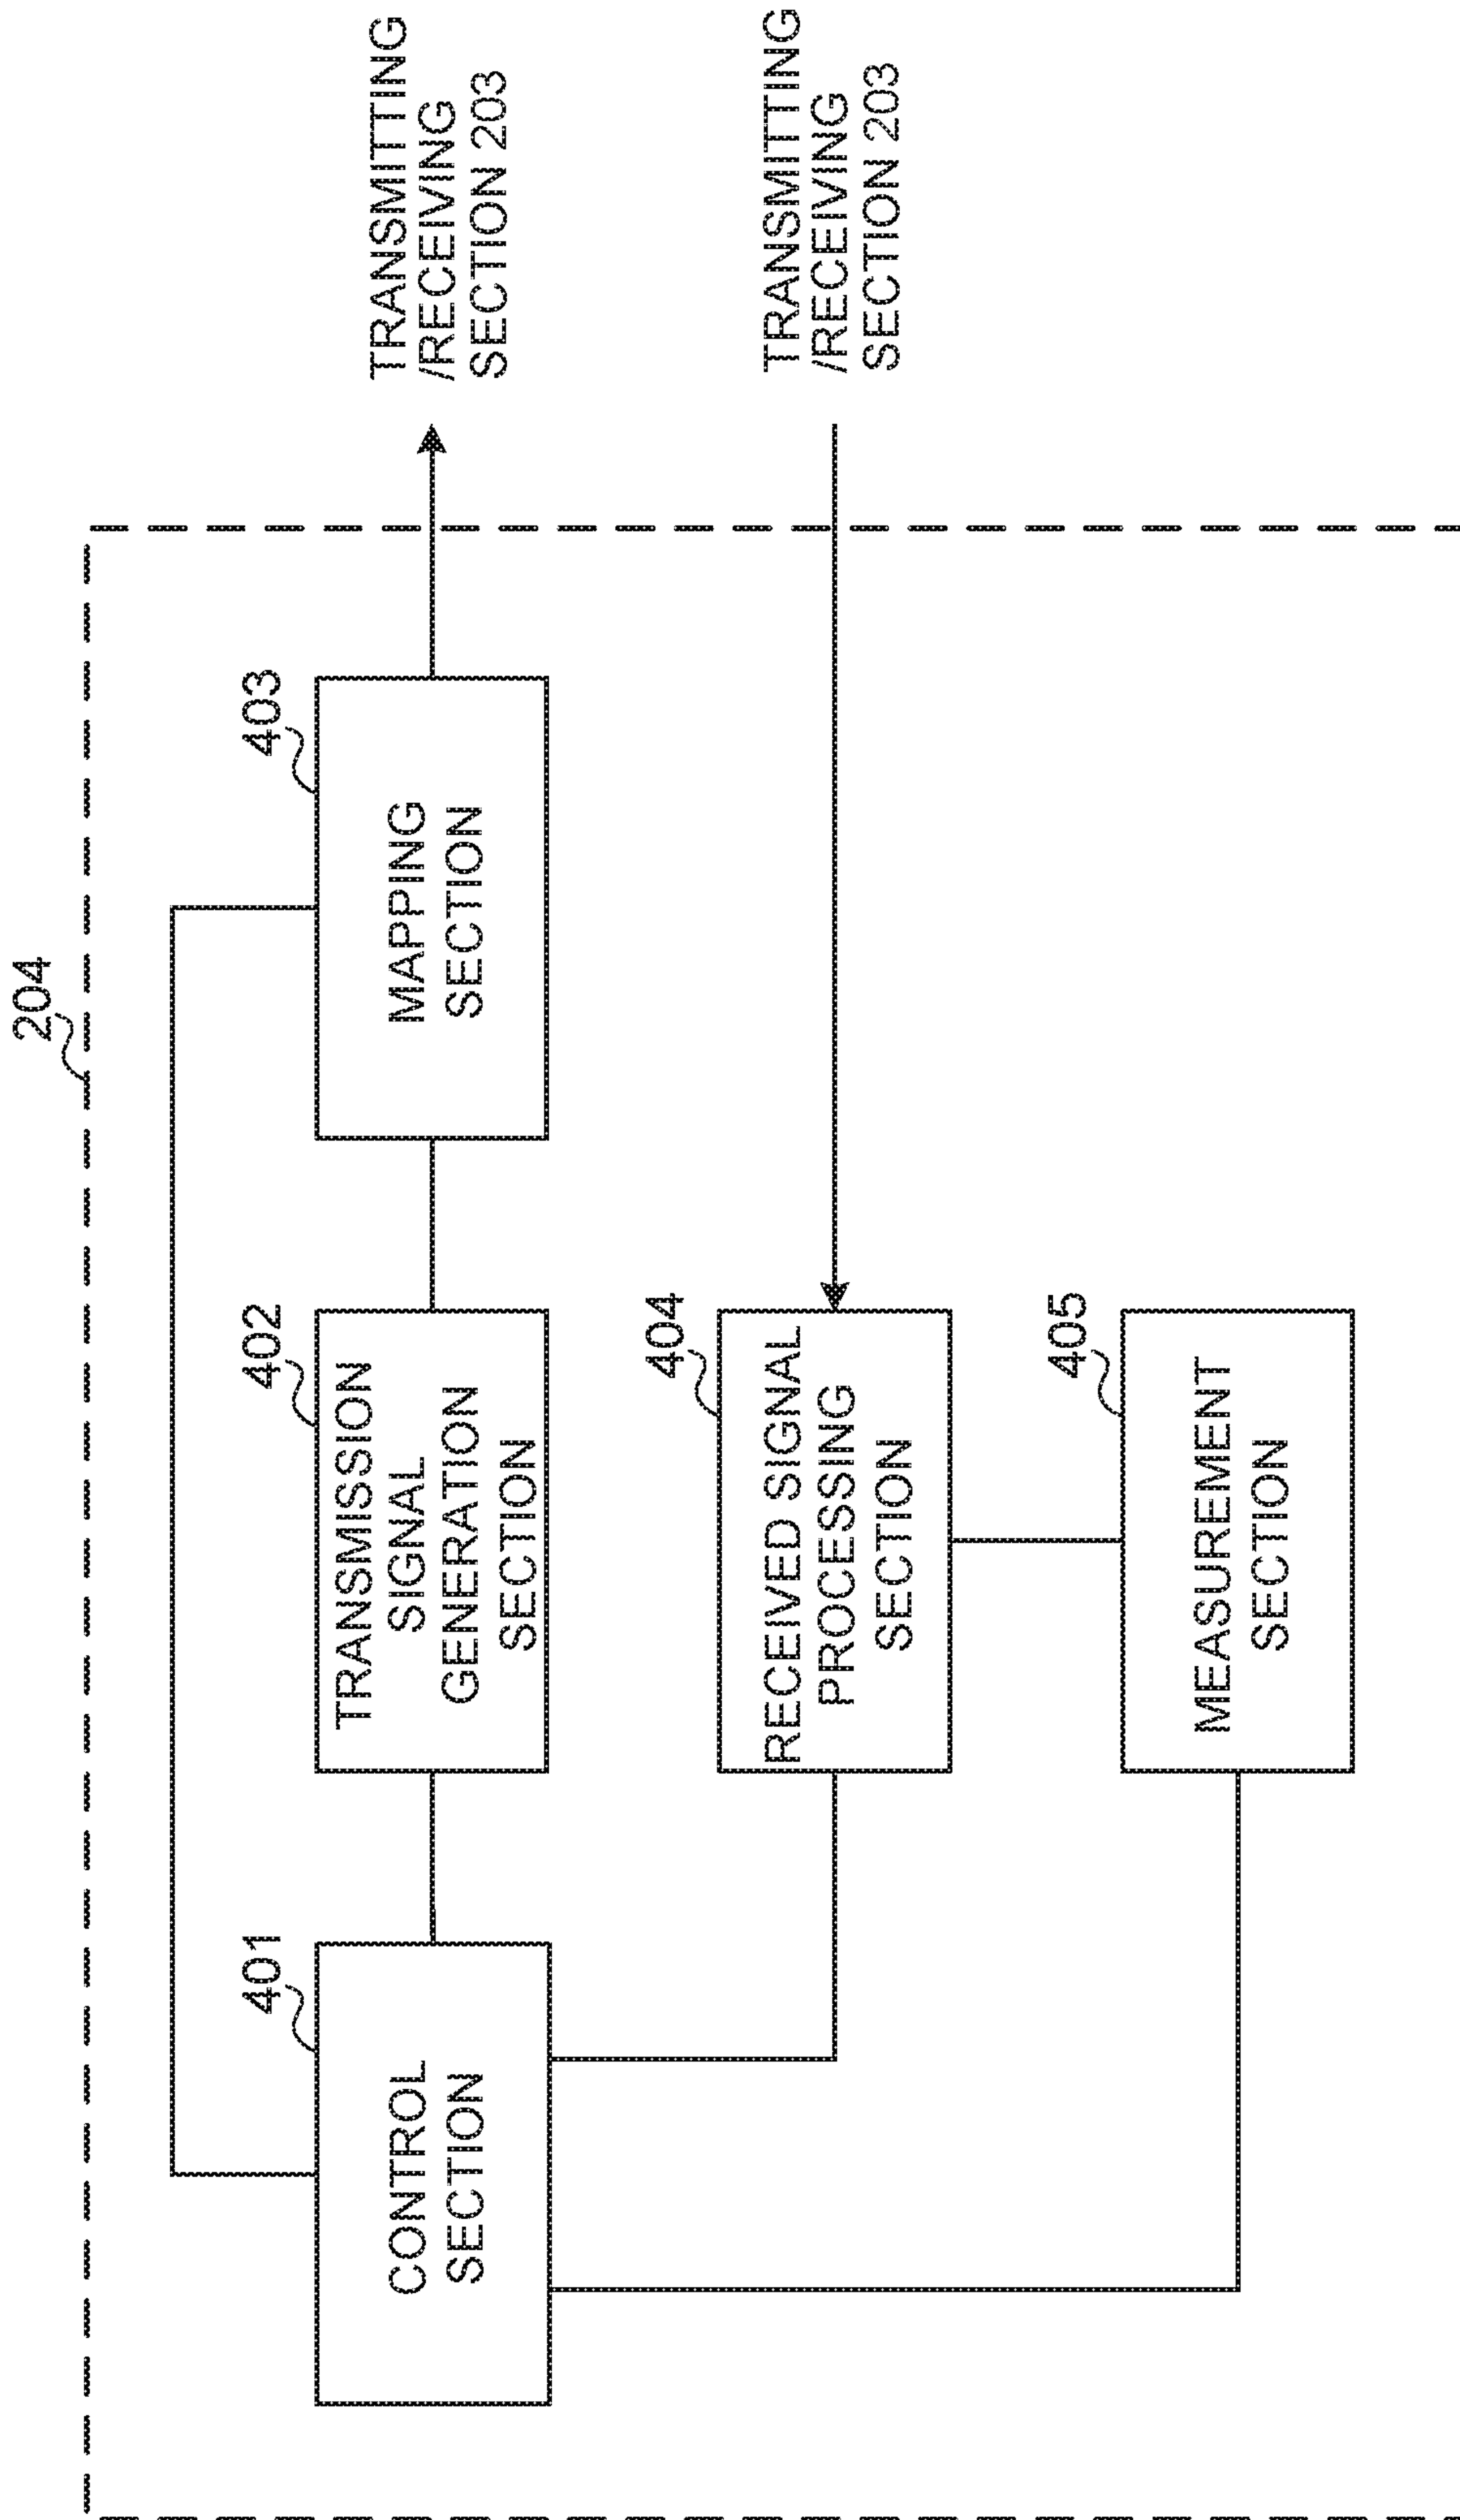 204
401
CONTROL
SECTION
402
TRANSMISSION
SIGNAL
GENERATION
SECTION
403
MAPPING
SECTION
TRANSMITTING
/RECEIVING
SECTION 203
404
RECEIVED SIGNAL
PROCESSING
SECTION
TRANSMITTING
/RECEIVING
SECTION 203
405
MEASUREMENT
SECTION